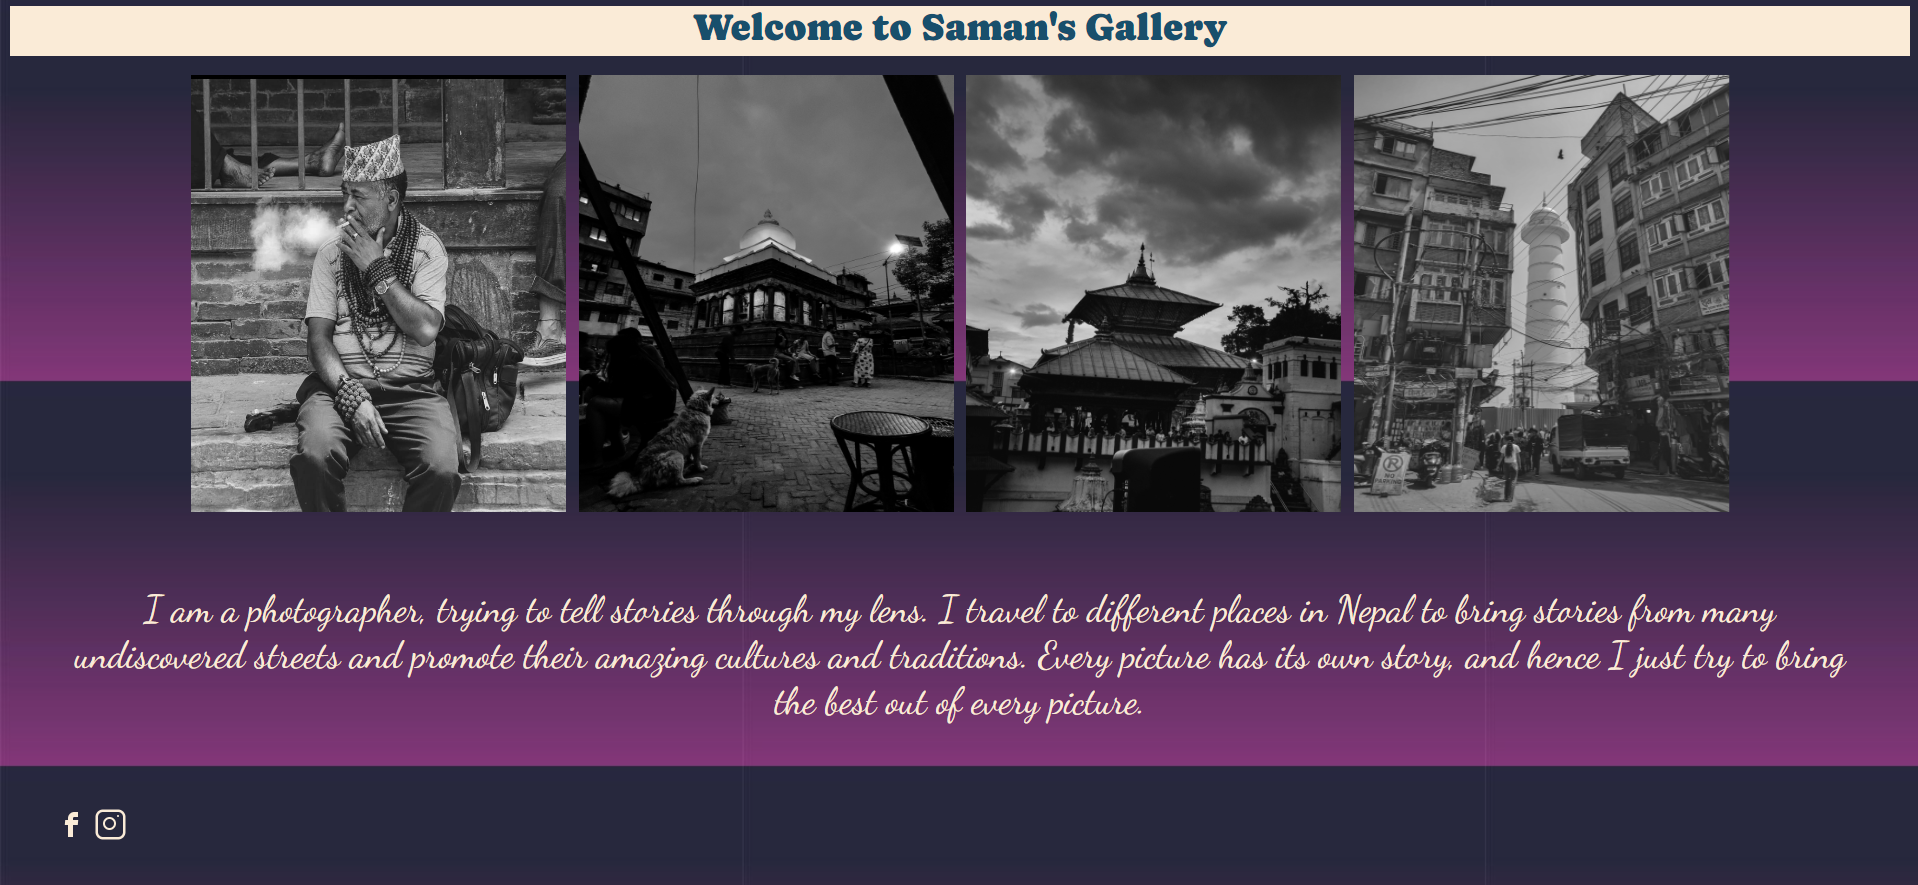 Welcome to Saman's Gallery
NO
PARKING
I am a photographer, trying to tell stories through my lens. I travel to different places in Nepal to bring stories from many
undiscovered streets and promote their amazing cultures and traditions. Every picture has its own story, and hence I just try to bring
the best out of every picture.